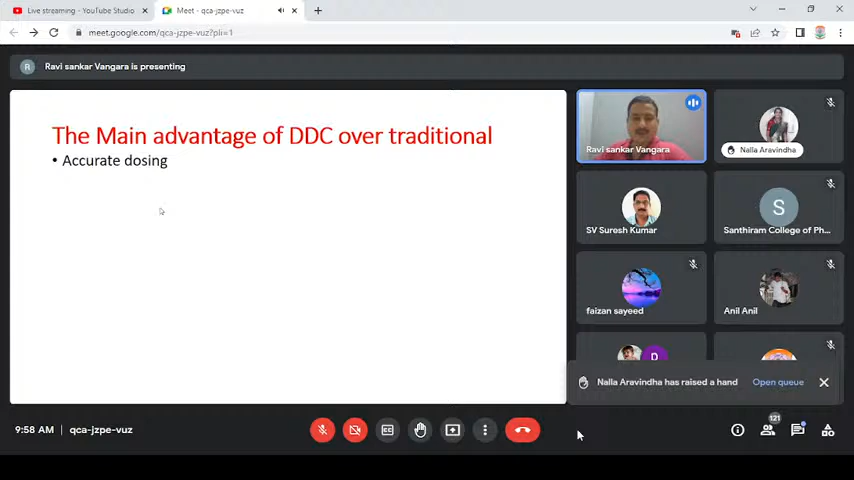 Live streaming - YouTube Studio
Meet - qca-jzpe-vuz
meet.google.com/qca-jzpe-vuz?pli=1
R
Ravi sankar Vangara is presenting
The Main advantage of DDC over traditional
• Accurate dosing
Ravi sankar Vangara
Nalla Aravindha
SV Suresh Kumar
S
Santhiram College of Ph...
faizan sayeed
Anil Anil
D
Nalla Aravindha has raised a hand
Open queue
9:58 AM | qca-jzpe-vuz
121